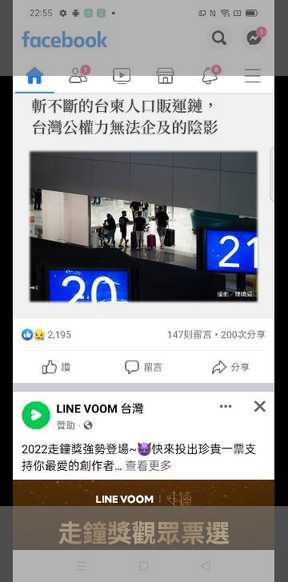 22:55
facebook
斬不斷的台柬人口販運鏈，
台灣公權力無法企及的陰影
20
21
2,195
147則留言·200次分享
讚
留言
分享
LINE VOOM 台灣
贊助·
2022走鐘獎強勢登場~😈快來投出珍貴一票支
持你最愛的創作者... 查看更多
LINE VOOM
走鐘獎
走鐘獎觀眾票選